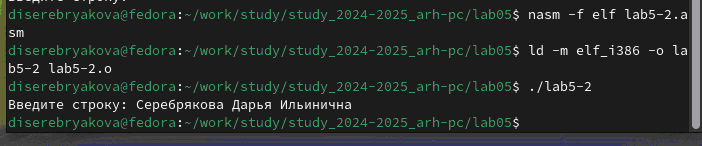 diserebryakova@fedora:~/work/study/study_2024-2025_arh-pc/lab05$ nasm -f elf lab5-2.a
sm
diserebryakova@fedora:~/work/study/study_2024-2025_arh-pc/lab05$ ld -m elf_i386 -o la
b5-2 lab5-2.o
diserebryakova@fedora:~/work/study/study_2024-2025_arh-pc/lab05$ ./lab5-2
Введите строку: Серебрякова Дарья Ильинична
diserebryakova@fedora:~/work/study/study_2024-2025_arh-pc/lab05$